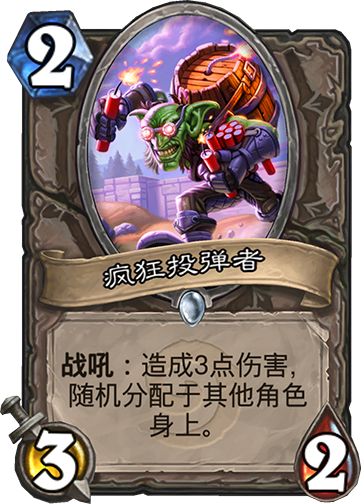 2
疯狂投弹者
战吼：造成3点伤害，
随机分配于其他角色
身上。
3
2